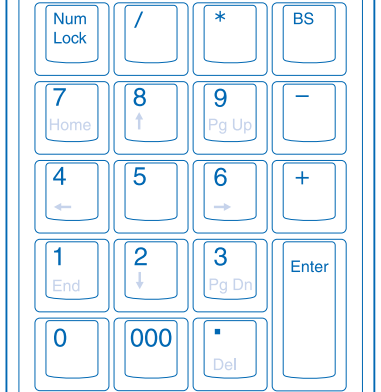 Num
Lock
/
*
BS
7
Home
8
↑
9
Pg Up
−
4
←
5
6
→
+
1
End
2
↓
3
Pg Dn
Enter
0
000
.
Del